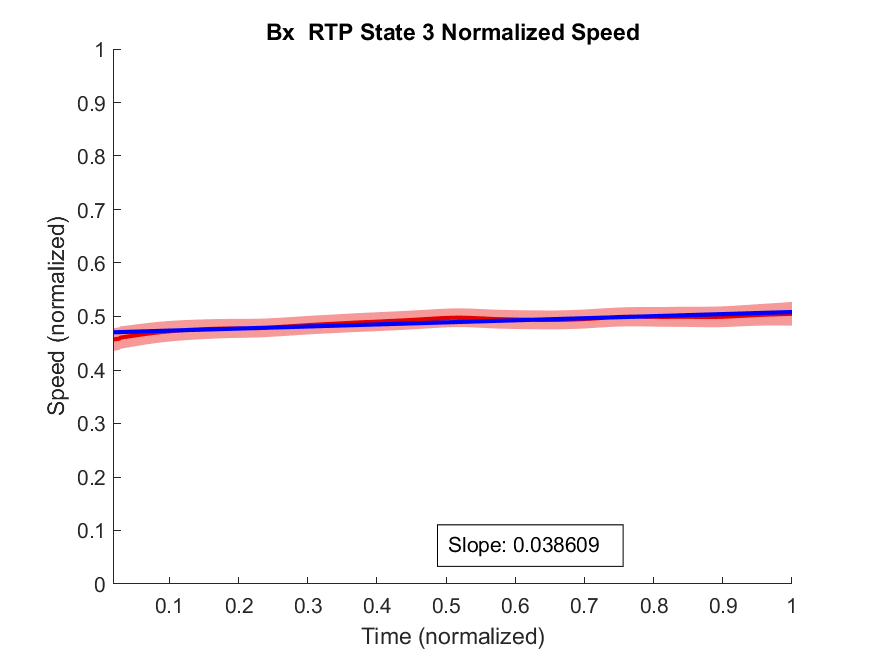 Bx  RTP State 3 Normalized Speed
1
0.9
0.8
0.7
0.6
0.5
0.4
0.3
0.2
0.1
0
Speed (normalized)
Slope: 0.038609
0.1 0.2 0.3 0.4 0.5 0.6 0.7 0.8 0.9 1
Time (normalized)